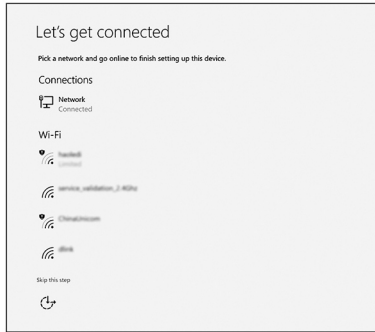 Let's get connected
Pick a network and go online to finish setting up this device.
Connections
Network
Connected
Wi-Fi
Limited
service_validation_2.4Ghz
ChinaUnicom
dlink
Skip this step